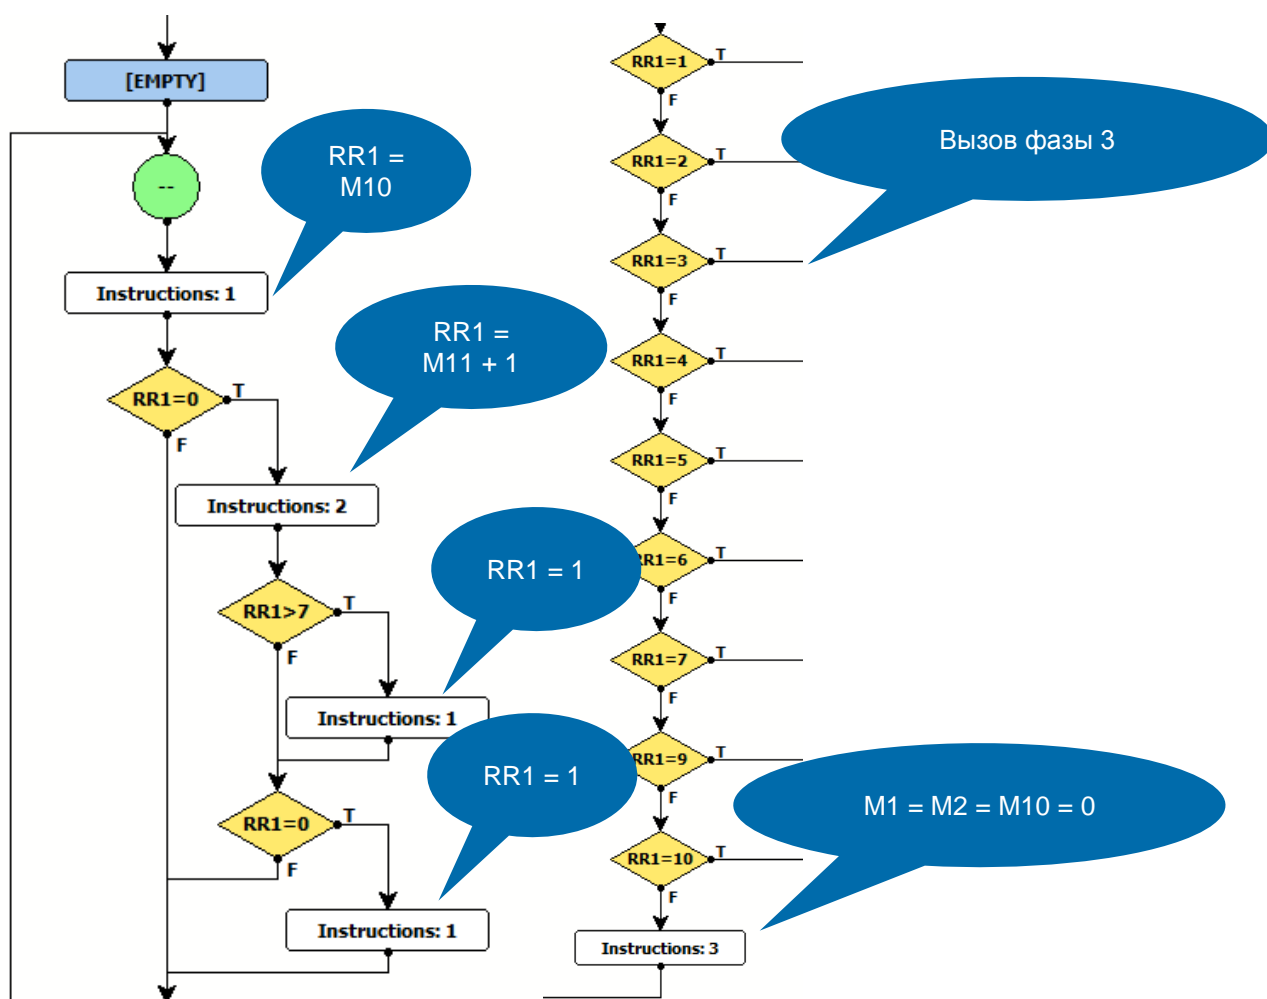 [EMPTY]
--
RR1 =
M10
Instructions: 1
RR1 =
M11 + 1
RR1=0
T
F
Instructions: 2
RR1 = 1
RR1>7
T
F
Instructions: 1
RR1 = 1
RR1=0
T
F
Instructions: 1
RR1=1
T
F
Вызов фазы 3
RR1=2
T
F
RR1=3
T
F
RR1=4
T
F
RR1=5
T
F
RR1=6
T
F
RR1=7
T
F
RR1=9
T
F
M1 = M2 = M10 = 0
RR1=10
T
F
Instructions: 3